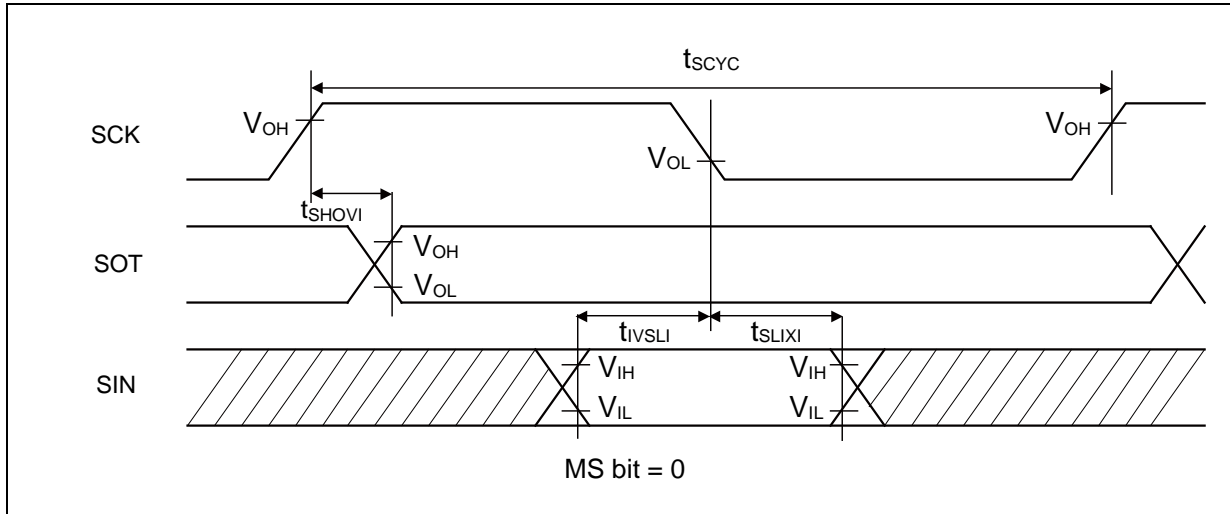 tSCYC
SCK
VOH
VOL
VOH
tSHOVI
SOT
VOH
VOL
tIVSLI
tSLIXI
SIN
VIH
VIL
VIH
VIL
MS bit = 0